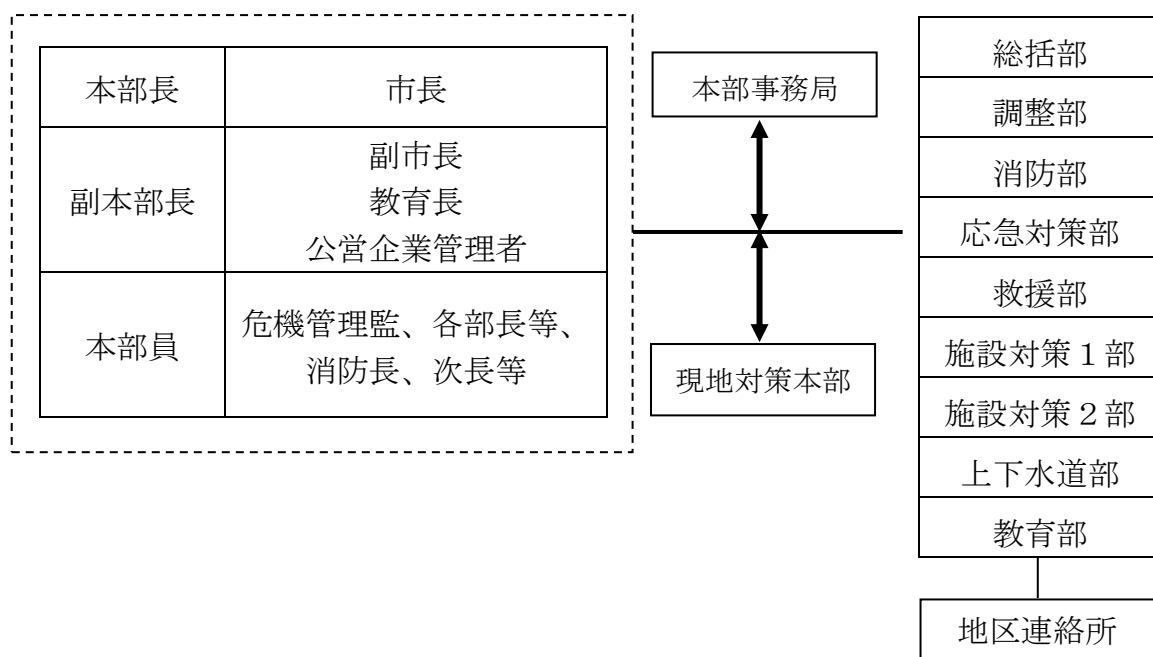 本部長
市長
副本部長
副市長
教育長
公営企業管理者
本部員
危機管理監、各部長等、
消防長、次長等
本部事務局
現地対策本部
総括部
調整部
消防部
応急対策部
救援部
施設対策１部
施設対策２部
上下水道部
教育部
地区連絡所